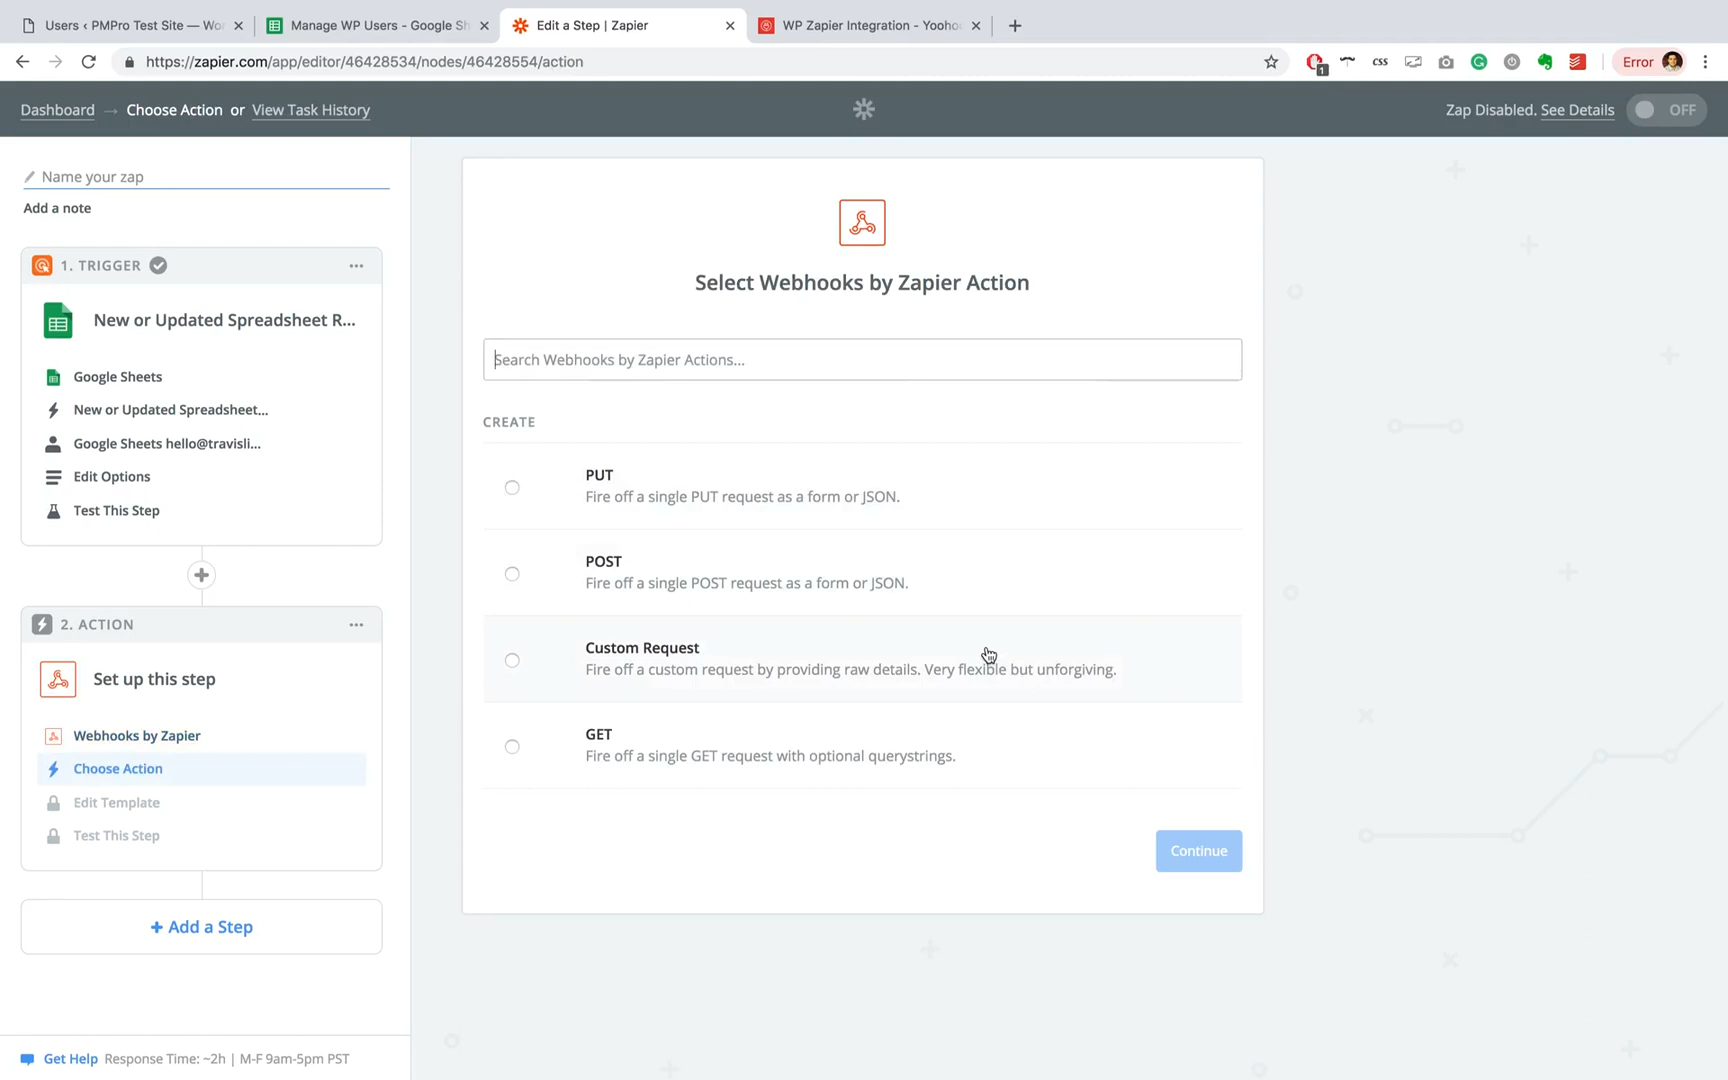 Users ‹ PMPro Test Site — Wo
Manage WP Users - Google Sh
Edit a Step | Zapier
WP Zapier Integration - Yooho
https://zapier.com/app/editor/46428534/nodes/46428554/action
1
css
Error
Dashboard → Choose Action or View Task History
Zap Disabled. See Details
OFF
Name your zap
Add a note
1. TRIGGER
New or Updated Spreadsheet R...
Google Sheets
New or Updated Spreadsheet...
Google Sheets hello@travisli...
Edit Options
Test This Step
2. ACTION
Set up this step
Webhooks by Zapier
Choose Action
Edit Template
Test This Step
+ Add a Step
Get Help Response Time: ~2h | M-F 9am-5pm PST
Select Webhooks by Zapier Action
Search Webhooks by Zapier Actions...
CREATE
PUT
Fire off a single PUT request as a form or JSON.
POST
Fire off a single POST request as a form or JSON.
Custom Request
Fire off a custom request by providing raw details. Very flexible but unforgiving.
GET
Fire off a single GET request with optional querystrings.
Continue